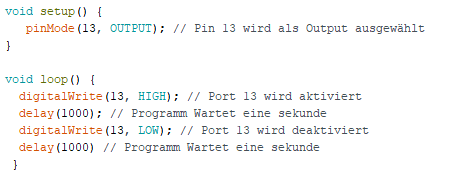 void setup() {
pinMode(13, OUTPUT); // Pin 13 wird als Output ausgewählt
}
void loop() {
digitalWrite(13, HIGH); // Port 13 wird aktiviert
delay(1000); // Programm Wartet eine sekunde
digitalWrite(13, LOW); // Port 13 wird deaktiviert
delay(1000) // Programm Wartet eine sekunde
}